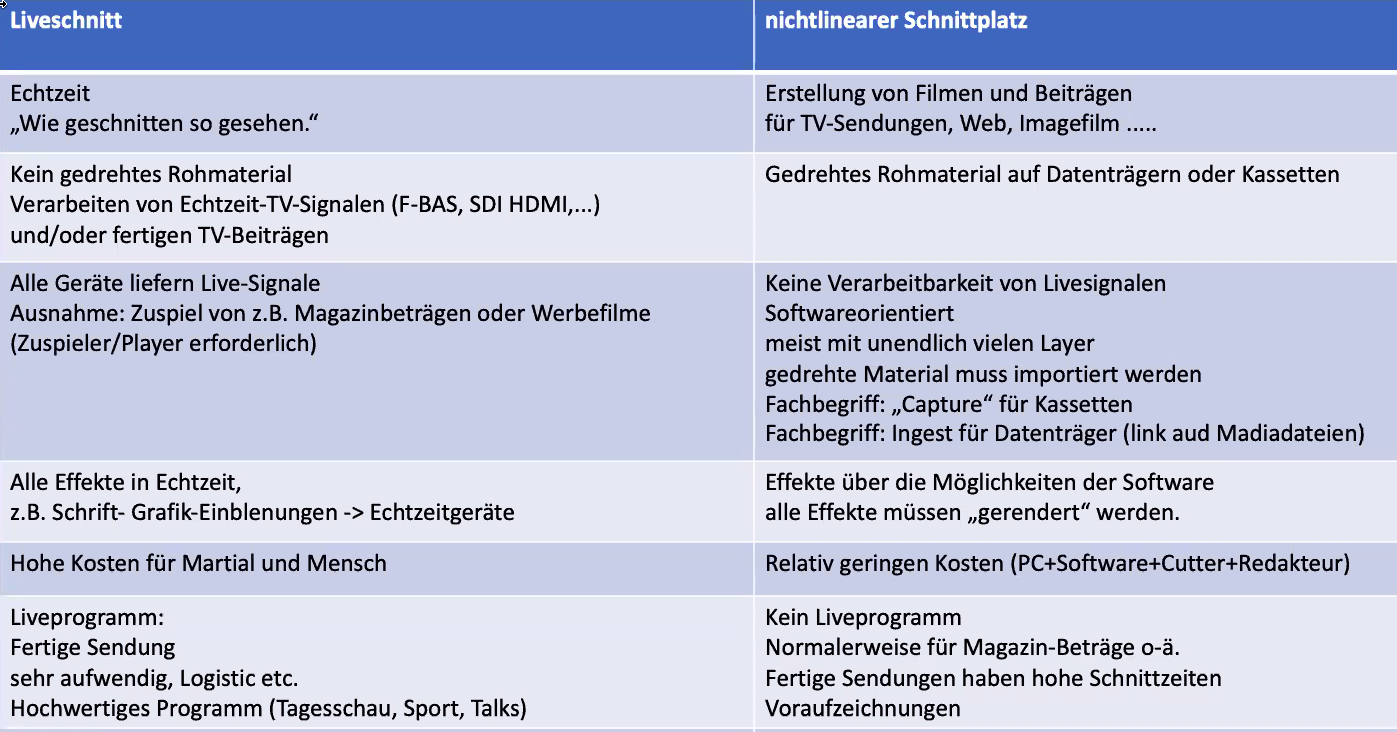 Liveschnitt
nichtlinearer Schnittplatz
Echtzeit
„Wie geschnitten so gesehen.“
Erstellung von Filmen und Beiträgen
für TV-Sendungen, Web, Imagefilm .....
Kein gedrehtes Rohmaterial
Verarbeiten von Echtzeit-TV-Signalen (F-BAS, SDI HDMI,...)
und/oder fertigen TV-Beiträgen
Gedrehtes Rohmaterial auf Datenträgern oder Kassetten
Alle Geräte liefern Live-Signale
Ausnahme: Zuspiel von z.B. Magazinbeträgen oder Werbefilme
(Zuspieler/Player erforderlich)
Keine Verarbeitbarkeit von Livesignalen
Softwareorientiert
meist mit unendlich vielen Layer
gedrehte Material muss importiert werden
Fachbegriff: „Capture“ für Kassetten
Fachbegriff: Ingest für Datenträger (link aud Madiadateien)
Alle Effekte in Echtzeit,
z.B. Schrift- Grafik-Einblenungen -> Echtzeitgeräte
Effekte über die Möglichkeiten der Software
alle Effekte müssen „gerendert“ werden.
Hohe Kosten für Martial und Mensch
Relativ geringen Kosten (PC+Software+Cutter+Redakteur)
Liveprogramm:
Fertige Sendung
sehr aufwendig, Logistic etc.
Hochwertiges Programm (Tagesschau, Sport, Talks)
Kein Liveprogramm
Normalerweise für Magazin-Beträge o-ä.
Fertige Sendungen haben hohe Schnittzeiten
Voraufzeichnungen